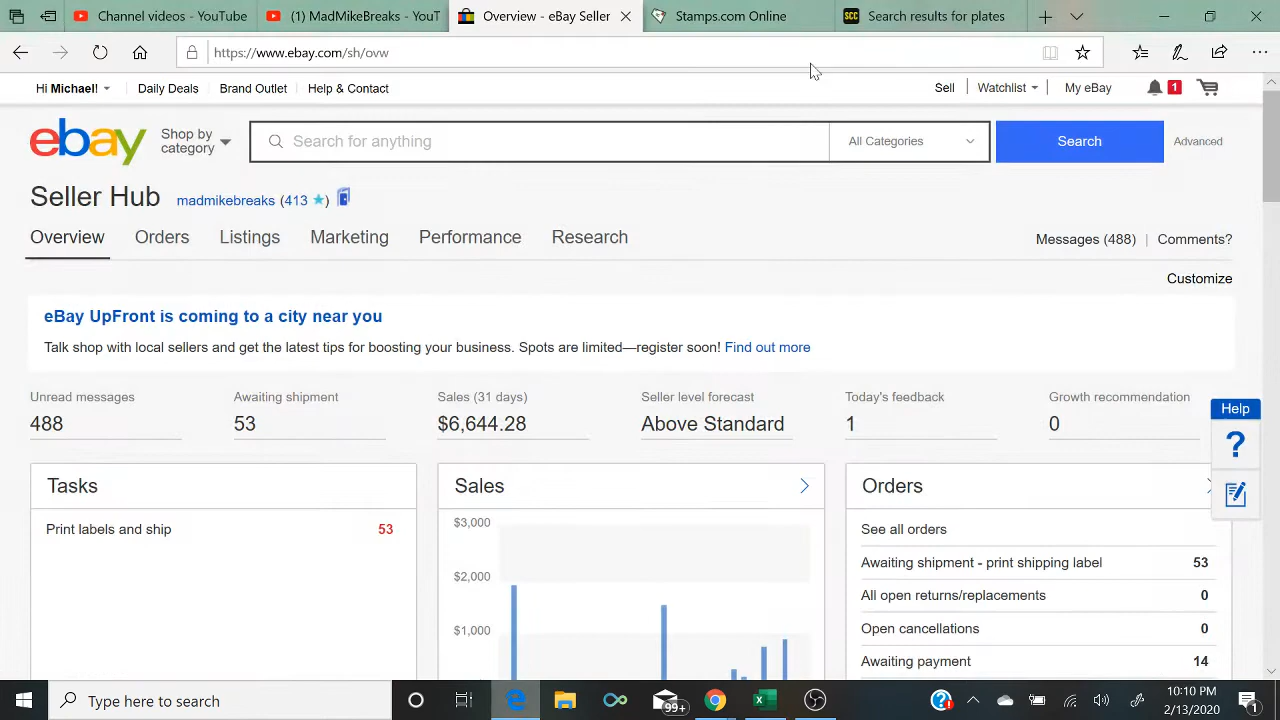 Channel videos - YouTube
(1) MadMikeBreaks - YouT
Overview - eBay Seller
Stamps.com Online
SCC Search results for plates
https://www.ebay.com/sh/ovw
Hi Michael!
Daily Deals
Brand Outlet
Help & Contact
Sell
Watchlist
My eBay
1
ebay
Shop by
category
Search for anything
All Categories
Search
Advanced
Seller Hub
madmikebreaks (413 ★)
Overview
Orders
Listings
Marketing
Performance
Research
Messages (488) | Comments?
Customize
eBay UpFront is coming to a city near you
Talk shop with local sellers and get the latest tips for boosting your business. Spots are limited—register soon! Find out more
Unread messages
488
Awaiting shipment
53
Sales (31 days)
$6,644.28
Seller level forecast
Above Standard
Today's feedback
1
Growth recommendation
0
Help
?
Tasks
Print labels and ship 53
Sales
$3,000
$2,000
$1,000
Orders
See all orders
Awaiting shipment - print shipping label 53
All open returns/replacements 0
Open cancellations 0
Awaiting payment 14
Type here to search
99+
10:10 PM
2/13/2020
1